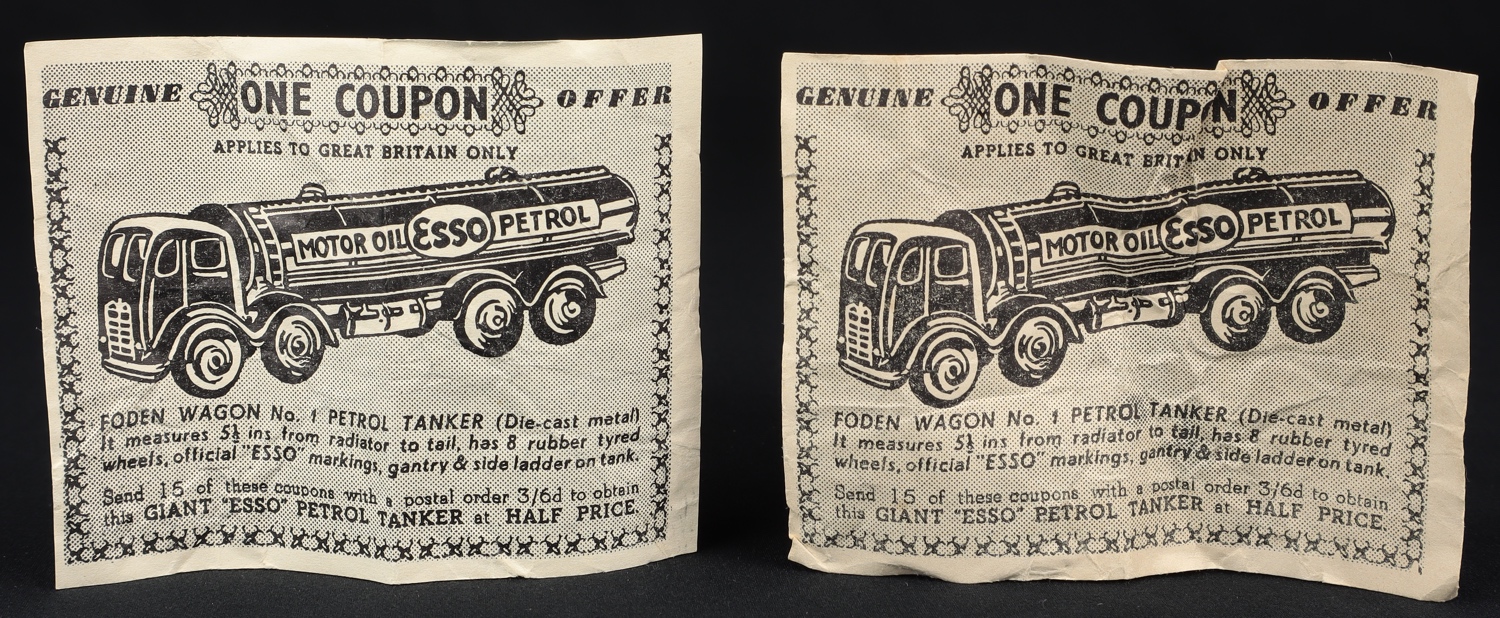 GENUINE ONE COUPON OFFER
APPLIES TO GREAT BRITAIN ONLY
MOTOR OIL ESSO PETROL
FODEN WAGON No. 1 PETROL TANKER (Die-cast metal)
It measures 5½ ins from radiator to tail, has 8 rubber tyred
wheels, official "ESSO" markings, gantry & side ladder on tank.
Send 15 of these coupons with a postal order 3/6d to obtain
this GIANT "ESSO" PETROL TANKER at HALF PRICE
GENUINE ONE COUPON OFFER
APPLIES TO GREAT BRITAIN ONLY
MOTOR OIL ESSO PETROL
FODEN WAGON No. 1 PETROL TANKER (Die-cast metal)
It measures 5½ ins from radiator to tail, has 8 rubber tyred
wheels, official "ESSO" markings, gantry & side ladder on tank.
Send 15 of these coupons with a postal order 3/6d to obtain
this GIANT "ESSO" PETROL TANKER at HALF PRICE